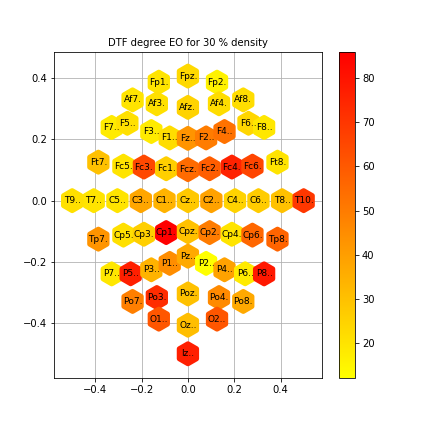 DTF degree EO for 30 % density
Fp1. Fpz. Fp2.
Af7. Af3. Afz. Af4. Af8.
F7.. F5.. F3.. F1.. Fz.. F2.. F4.. F6.. F8..
Ft7. Fc5. Fc3. Fc1. Fcz. Fc2. Fc4. Fc6. Ft8.
T9.. T7.. C5.. C3.. C1.. Cz.. C2.. C4.. C6.. T8.. T10.
Tp7. Cp5. Cp3. Cp1. Cpz. Cp2. Cp4. Cp6. Tp8.
P7.. P5.. P3.. P1.. Pz.. P2.. P4.. P6.. P8..
Po7. Po3. Poz. Po4. Po8.
O1.. Oz.. O2..
Iz..
0.4
0.2
0.0
−0.2
−0.4
−0.4 −0.2 0.0 0.2 0.4
80
70
60
50
40
30
20